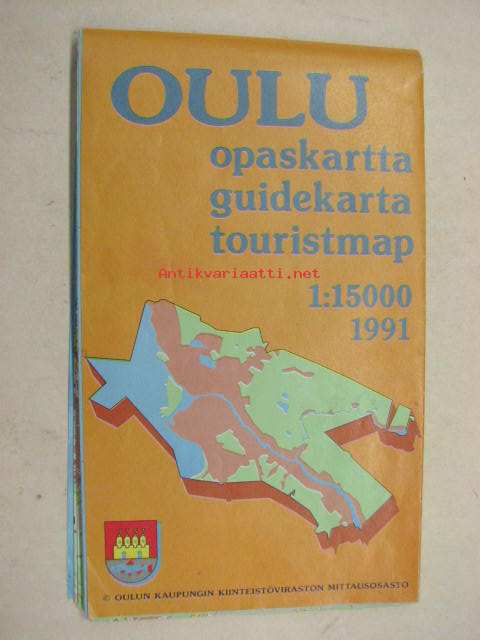 OULU
opaskartta
guidekarta
touristmap
Antikvariaatti.net
1:15000
1991
© OULUN KAUPUNGIN KIINTEISTÖVIRASTON MITTAUSOSASTO